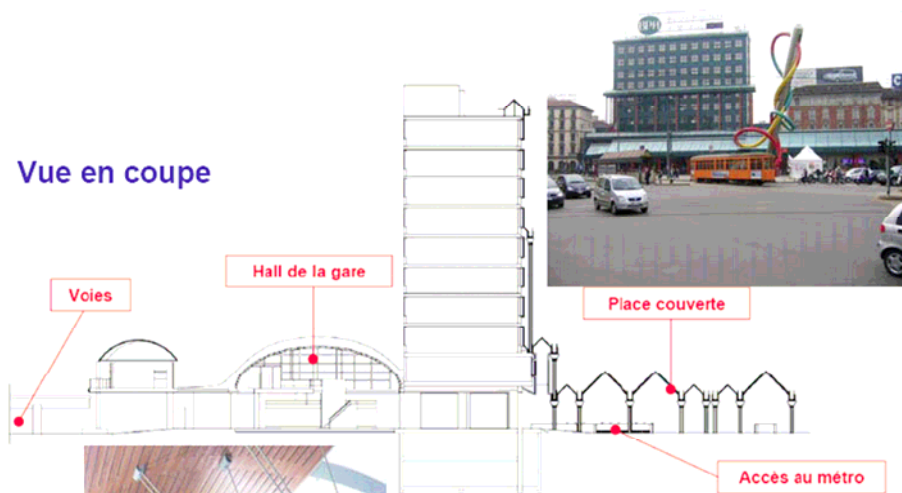 Vue en coupe
Hall de la gare
Voies
Place couverte
Accès au métro